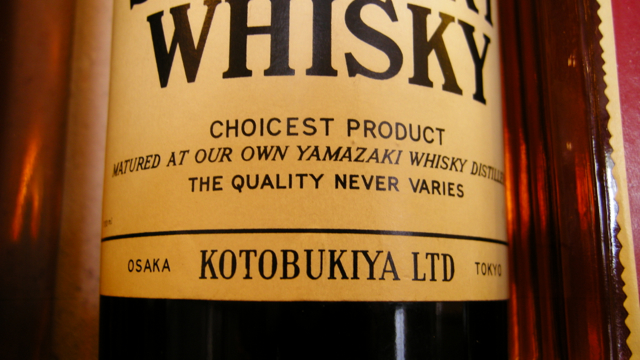 WHISKY
CHOICEST PRODUCT
MATURED AT OUR OWN YAMAZAKI WHISKY
THE QUALITY NEVER VARIES
OSAKA KOTOBUKIYA LTD TOKYO